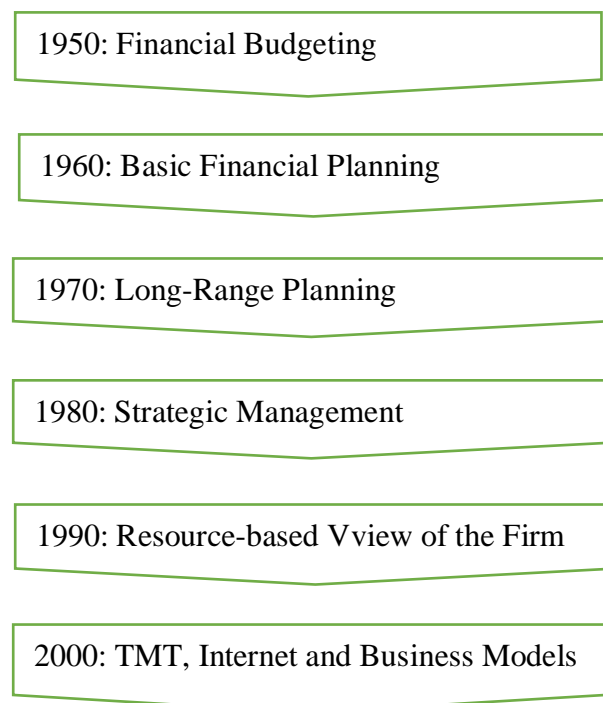 1950: Financial Budgeting
1960: Basic Financial Planning
1970: Long-Range Planning
1980: Strategic Management
1990: Resource-based Vview of the Firm
2000: TMT, Internet and Business Models